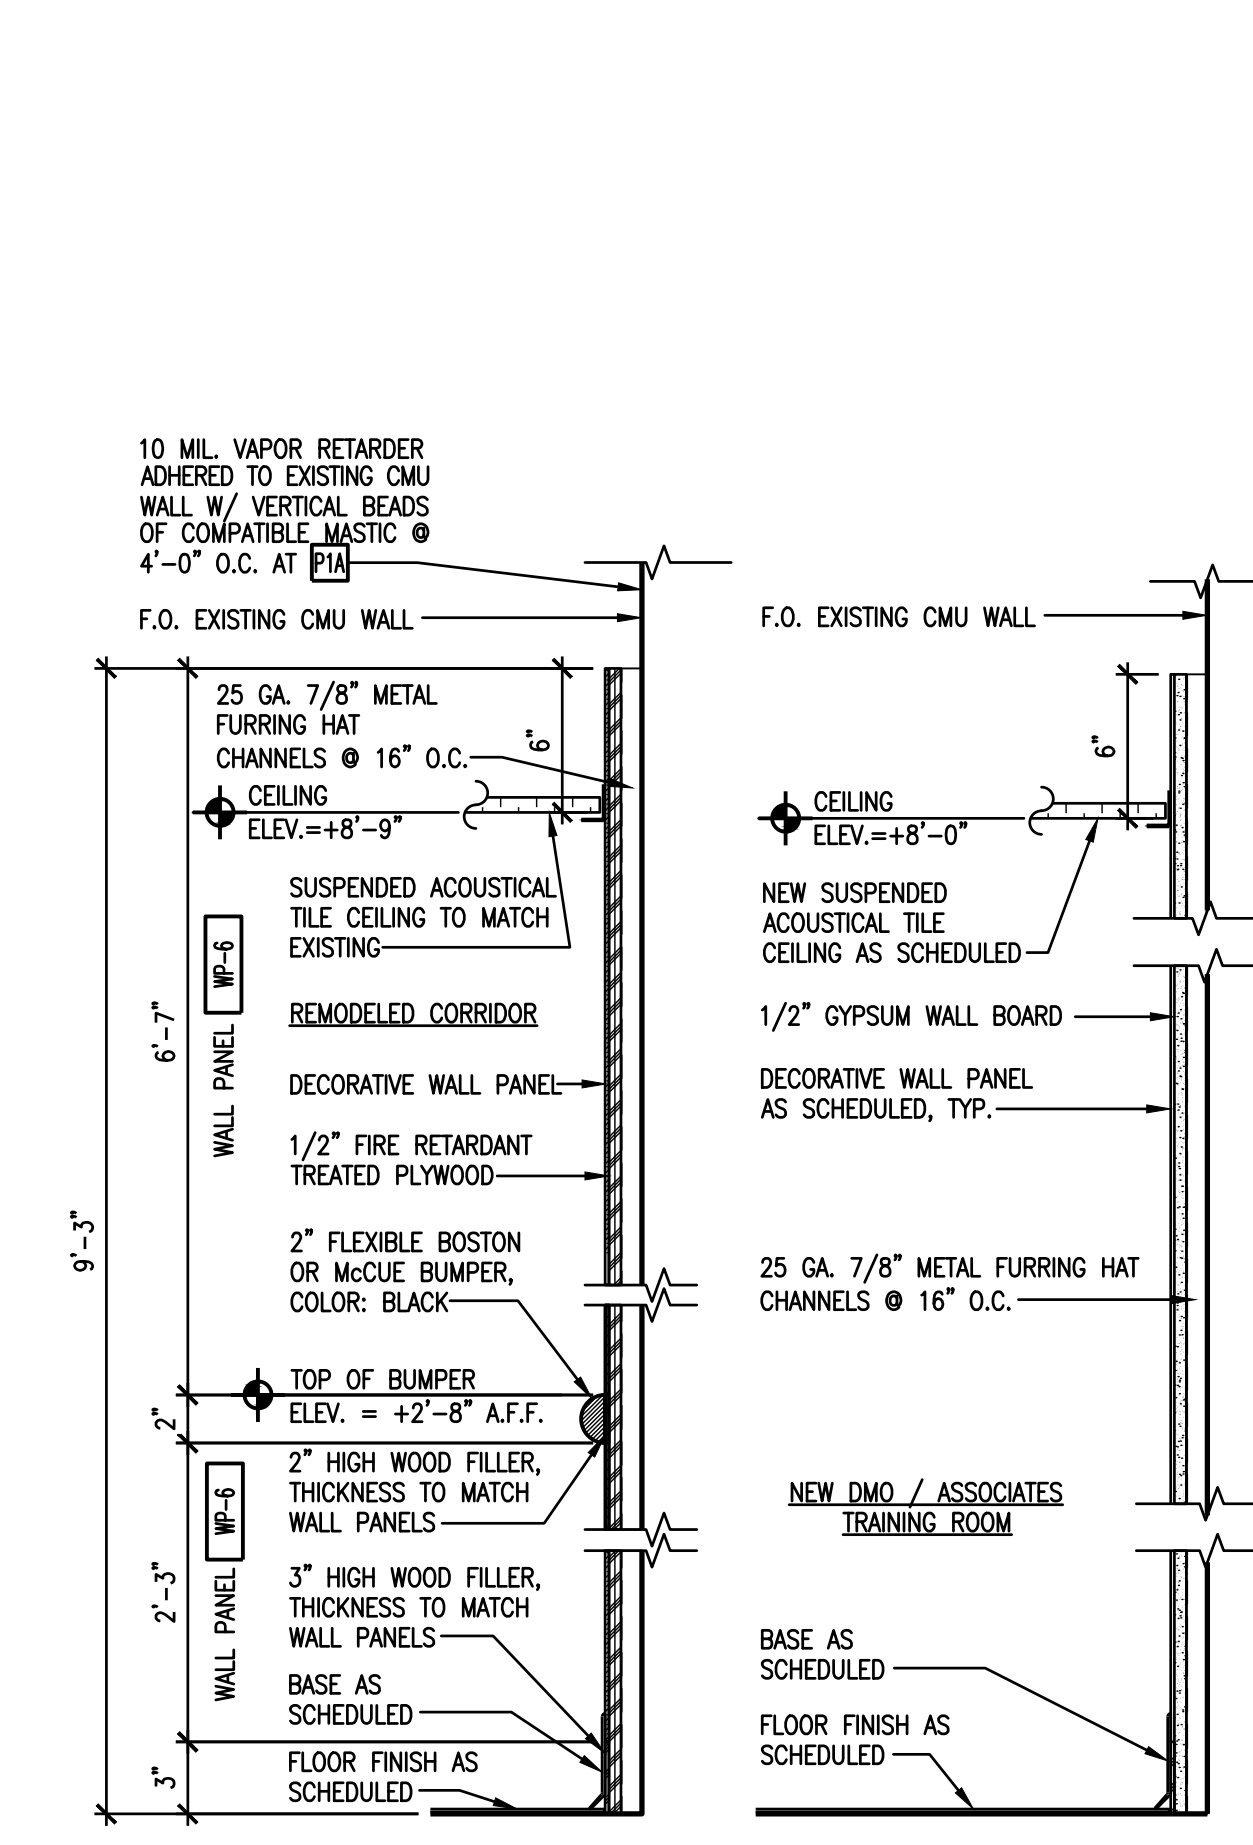 10 MIL. VAPOR RETARDER
ADHERED TO EXISTING CMU
WALL W/ VERTICAL BEADS
OF COMPATIBLE MASTIC @
4'-0" O.C. AT P1A
F.O. EXISTING CMU WALL
25 GA. 7/8" METAL
FURRING HAT
CHANNELS @ 16" O.C.
6"
CEILING
ELEV.=+8'-9"
SUSPENDED ACOUSTICAL
TILE CEILING TO MATCH
EXISTING
WALL PANEL WP-6
6'-7"
REMODELED CORRIDOR
DECORATIVE WALL PANEL
1/2" FIRE RETARDANT
TREATED PLYWOOD
9'-3"
2" FLEXIBLE BOSTON
OR McCUE BUMPER,
COLOR: BLACK
TOP OF BUMPER
ELEV. = +2'-8" A.F.F.
2"
2" HIGH WOOD FILLER,
THICKNESS TO MATCH
WALL PANELS
WALL PANEL WP-6
2'-3"
3" HIGH WOOD FILLER,
THICKNESS TO MATCH
WALL PANELS
BASE AS
SCHEDULED
3"
FLOOR FINISH AS
SCHEDULED
F.O. EXISTING CMU WALL
6"
CEILING
ELEV.=+8'-0"
NEW SUSPENDED
ACOUSTICAL TILE
CEILING AS SCHEDULED
1/2" GYPSUM WALL BOARD
DECORATIVE WALL PANEL
AS SCHEDULED, TYP.
25 GA. 7/8" METAL FURRING HAT
CHANNELS @ 16" O.C.
NEW DMO / ASSOCIATES
TRAINING ROOM
BASE AS
SCHEDULED
FLOOR FINISH AS
SCHEDULED